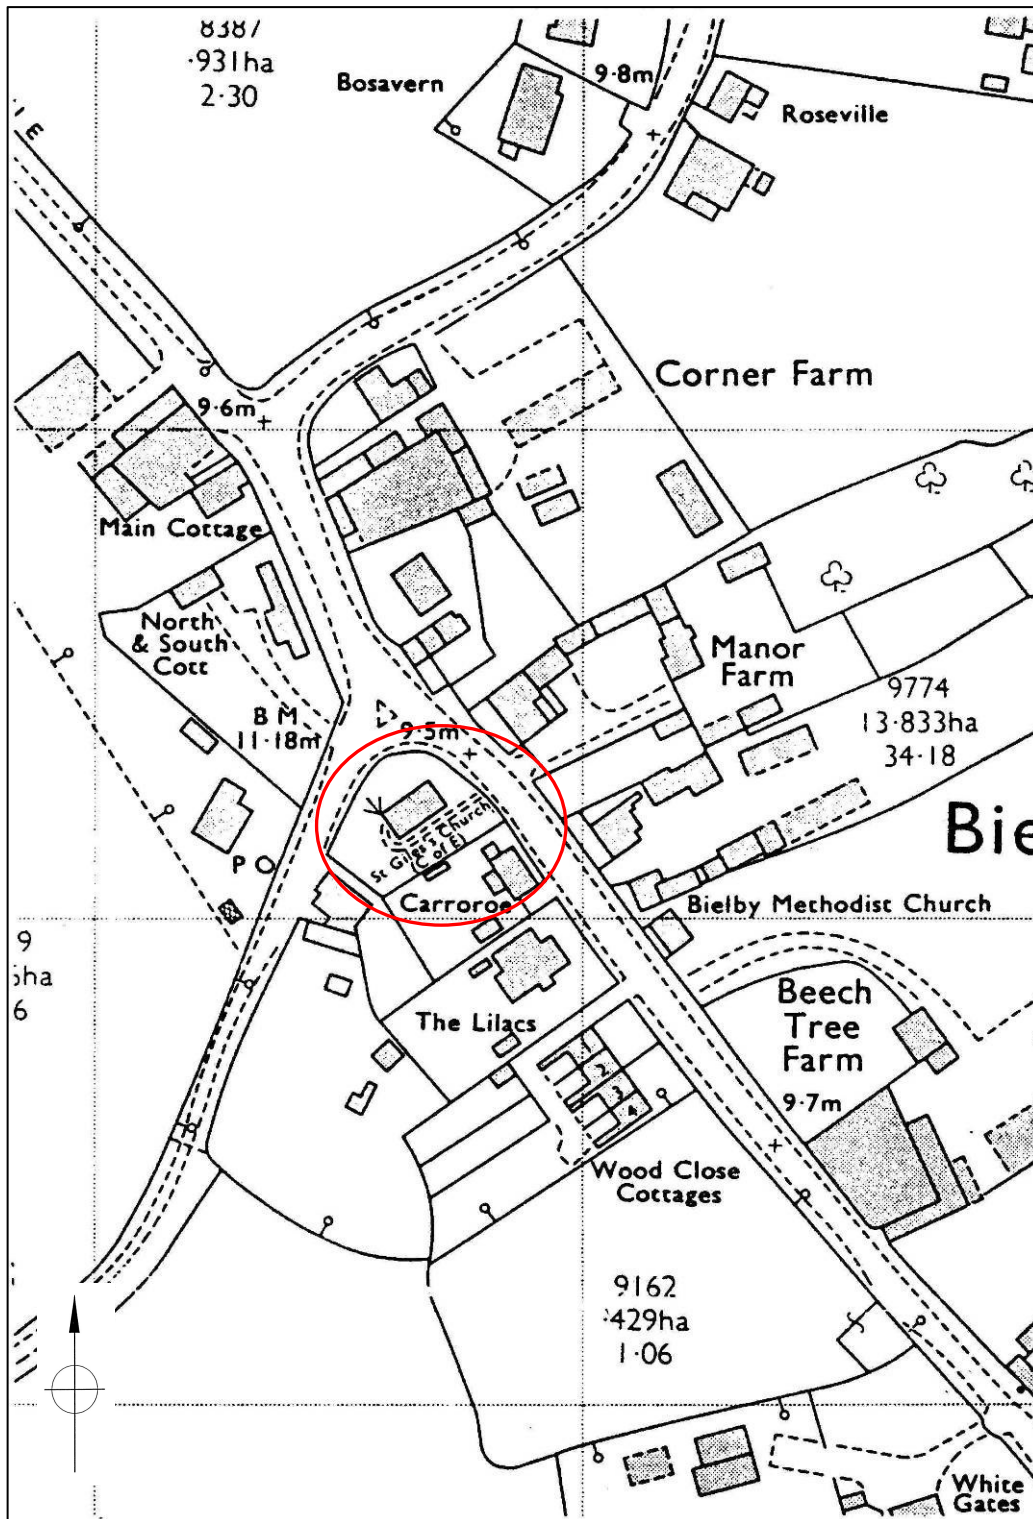 8387
·931ha
2·30
Bosavern
9·8m
Roseville
E
Corner Farm
9·6m
Main Cottage
North
& South
Cott
Manor
Farm
9774
13·833ha
34·18
B M
11·18m
9·5m
St Giles' Church
(C of E)
P
Bie
Carroroe
Bielby Methodist Church
9
ha
6
The Lilacs
Beech
Tree
Farm
9·7m
2
3
4
Wood Close
Cottages
9162
·429ha
1·06
White
Gates